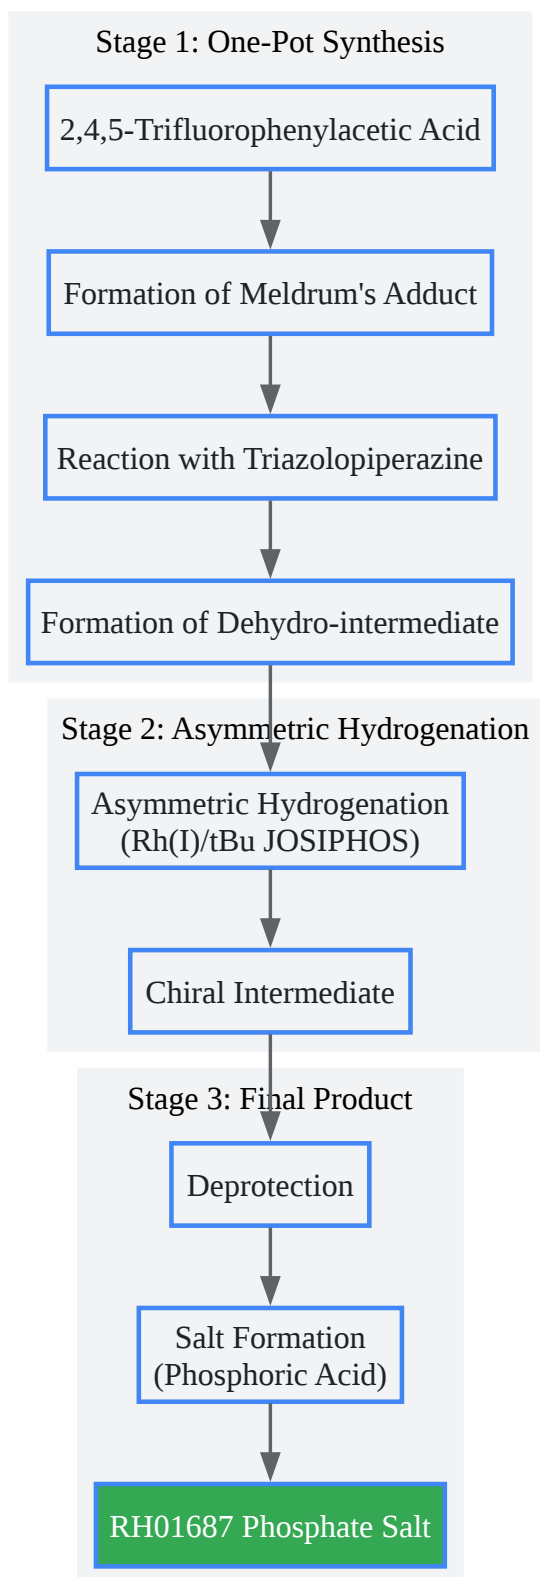 Stage 1: One-Pot Synthesis
2,4,5-Trifluorophenylacetic Acid
Formation of Meldrum's Adduct
Reaction with Triazolopiperazine
Formation of Dehydro-intermediate
Stage 2: Asymmetric Hydrogenation
Asymmetric Hydrogenation
(Rh(I)/tBu JOSIPHOS)
Chiral Intermediate
Stage 3: Final Product
Deprotection
Salt Formation
(Phosphoric Acid)
RH01687 Phosphate Salt